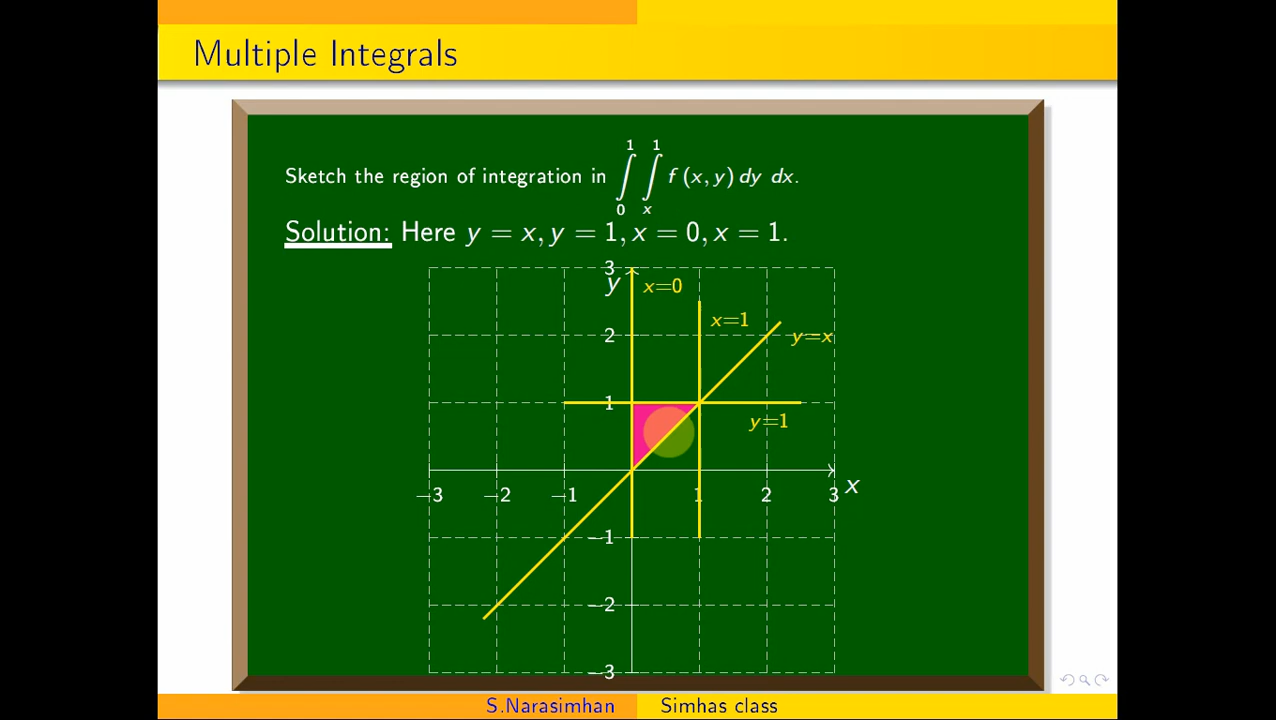 Multiple Integrals
Sketch the region of integration in ∫₀¹ ∫ₓ¹ f (x, y) dy dx.
Solution: Here y = x, y = 1, x = 0, x = 1.
3
y
x=0
x=1
2
y=x
1
y=1
−3 −2 −1 1 2 3 x
−1
−2
−3
S.Narasimhan Simhas class